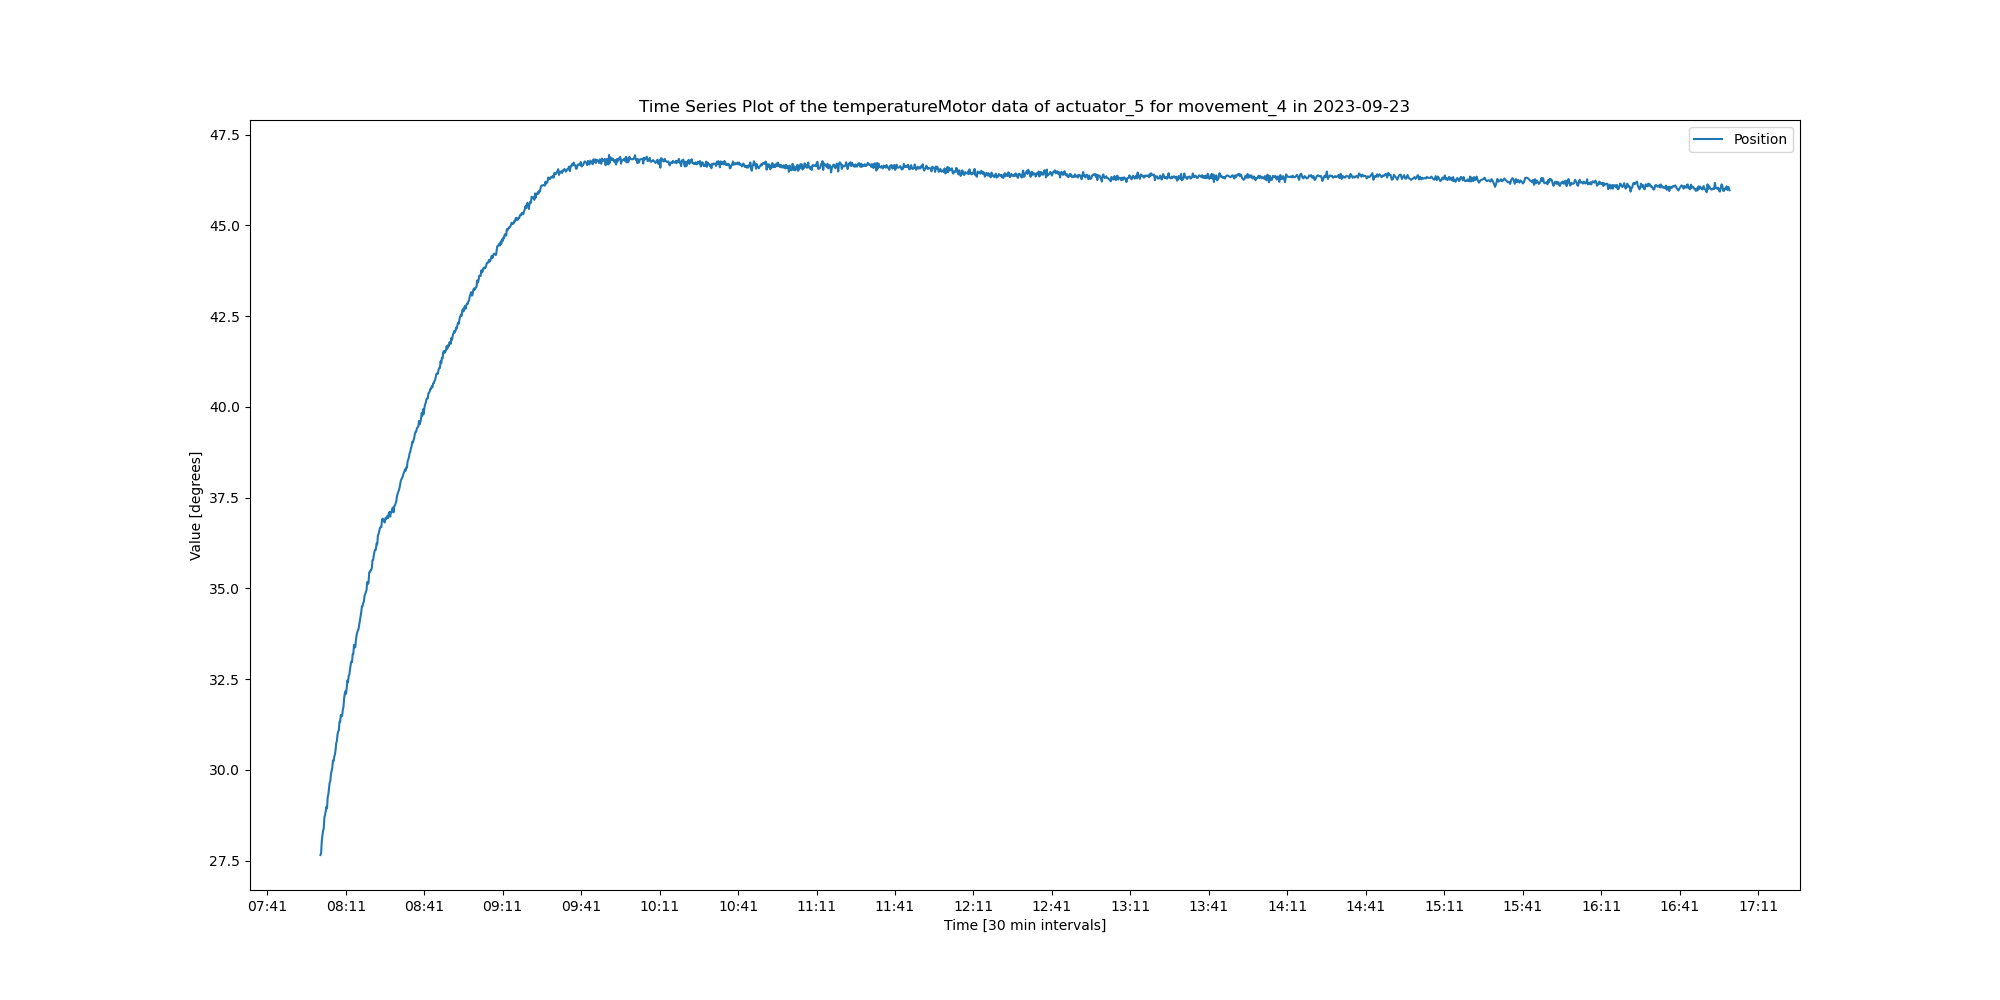 Time Series Plot of the temperatureMotor data of actuator_5 for movement_4 in 2023-09-23
Position
47.5
45.0
42.5
40.0
37.5
35.0
32.5
30.0
27.5
Value [degrees]
07:41 08:11 08:41 09:11 09:41 10:11 10:41 11:11 11:41 12:11 12:41 13:11 13:41 14:11 14:41 15:11 15:41 16:11 16:41 17:11
Time [30 min intervals]